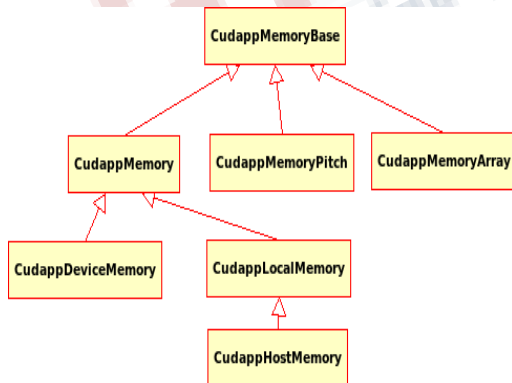 CudappMemoryBase
CudappMemory
CudappMemoryPitch
CudappMemoryArray
CudappDeviceMemory
CudappLocalMemory
CudappHostMemory